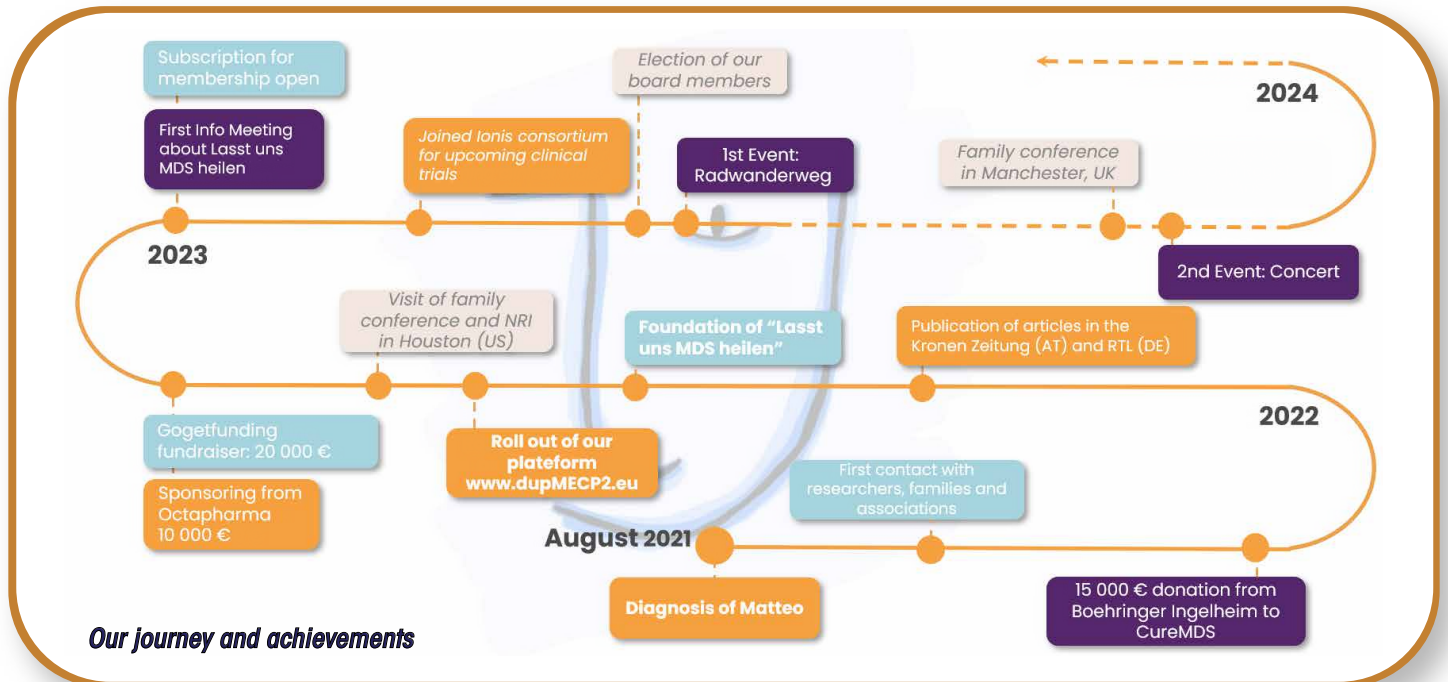 Subscription for
membership open
First Info Meeting
about Lasst uns
MDS heilen
Joined Ionis consortium
for upcoming clinical
trials
Election of our
board members
1st Event:
Radwanderweg
Family conference
in Manchester, UK
2024
2nd Event: Concert
2023
Visit of family
conference and NRI
in Houston (US)
Foundation of “Lasst
uns MDS heilen”
Publication of articles in the
Kronen Zeitung (AT) and RTL (DE)
2022
Gogetfunding
fundraiser: 20 000 €
Sponsoring from
Octapharma
10 000 €
Roll out of our
plateform
www.dupMECP2.eu
First contact with
researchers, families and
associations
August 2021
Diagnosis of Matteo
15 000 € donation from
Boehringer Ingelheim to
CureMDS
Our journey and achievements